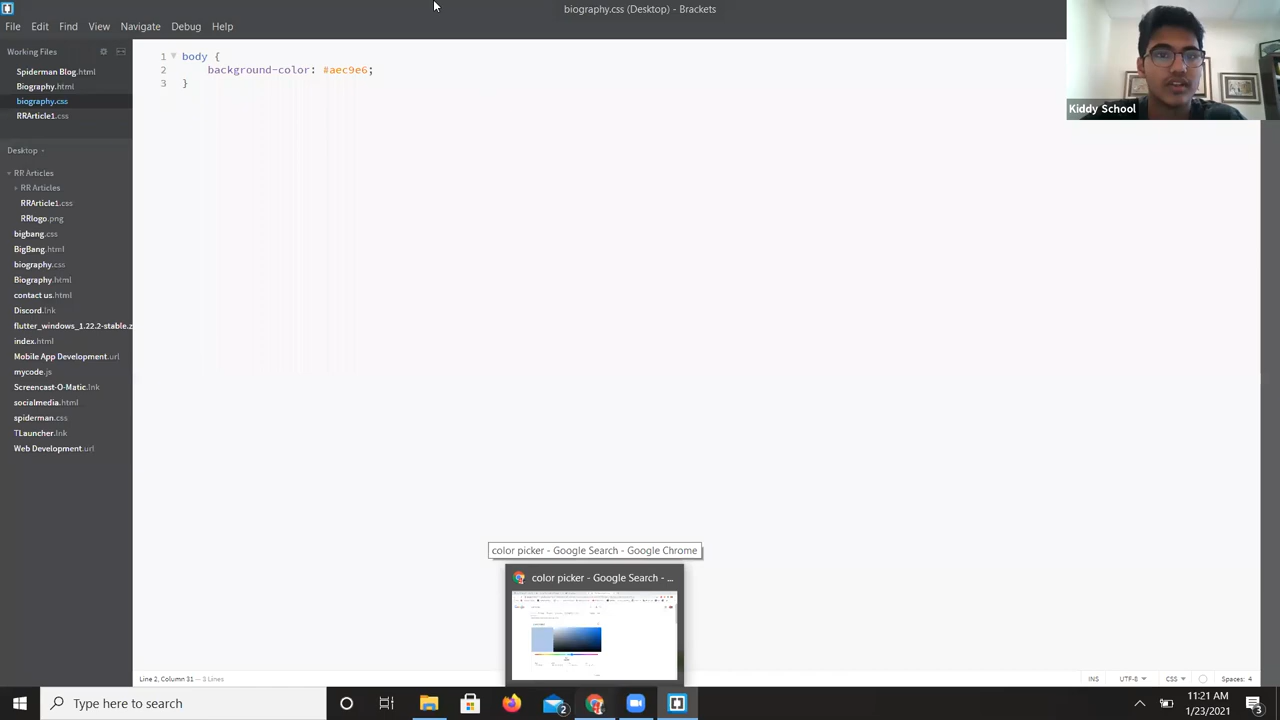 biography.css (Desktop) - Brackets
File Edit Find View Navigate Debug Help
Working Files
Spiderman Blog.html
Biography.html
biography.css
RRArticle1.css
Desktop
RR Articles
RR Articles
RRArticle1.css
RRlogo.png
bigbang.css
BigBang.html
biography.css
Biography.html
contact us.html
Discord.lnk
flutter_windows_1.22.2-stable.z
index.html
Mobile App Development.url
mycode.js
Screencast-O-Matic.lnk
socialmedia.html
spiderman.css
TLauncher.lnk
Web Development.url
1 body {
2 background-color: #aec9e6;
3 }
Kiddy School
color picker - Google Search - Google Chrome
color picker - Google Search - ...
Line 2, Column 31 — 3 Lines
INS UTF-8 CSS Spaces: 4
Type here to search
2
11:21 AM
1/23/2021
3